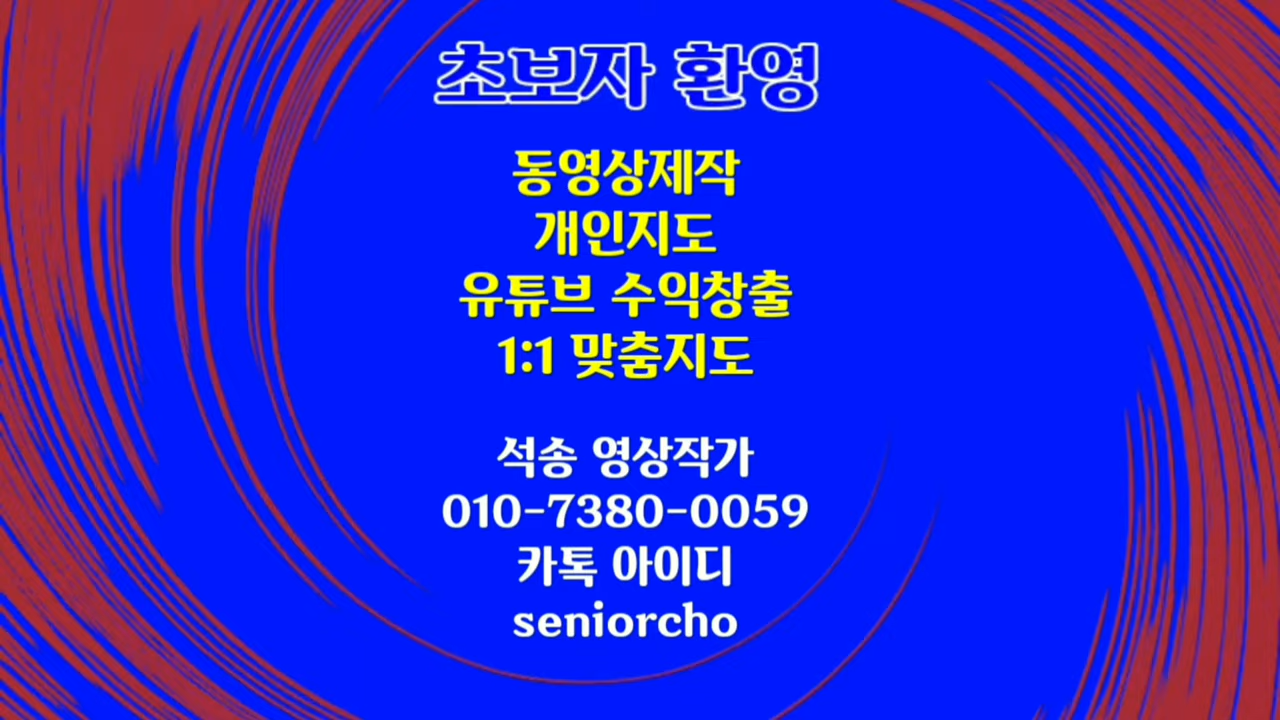 초보자 환영
동영상제작
개인지도
유튜브 수익창출
1:1 맞춤지도
석송 영상작가
010-7380-0059
카톡 아이디
seniorcho